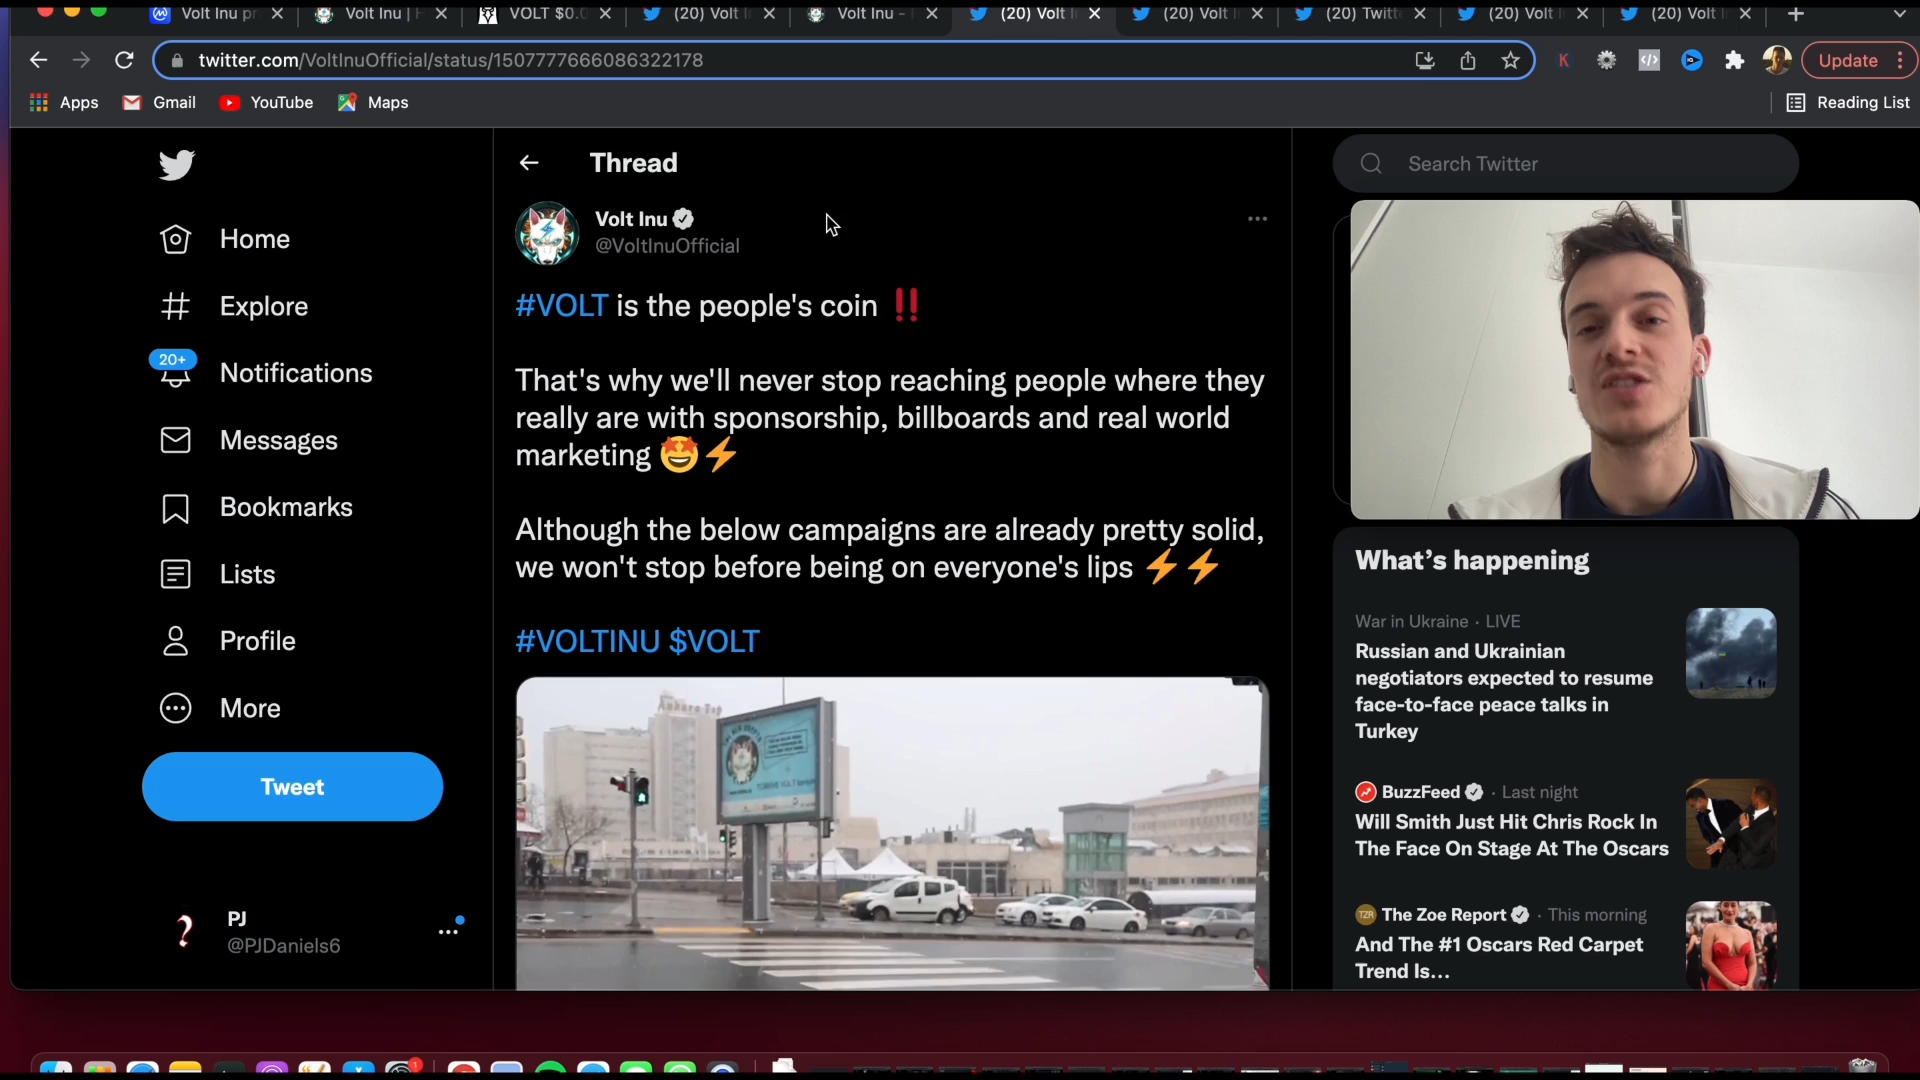 Volt Inu pr
Volt Inu | H
VOLT $0.0
(20) Volt I
Volt Inu -
(20) Volt I
(20) Volt I
(20) Twitt
(20) Volt I
(20) Volt I
twitter.com/VoltInuOfficial/status/1507777666086322178
Update
Apps
Gmail
YouTube
Maps
Reading List
Home
Explore
20+
Notifications
Messages
Bookmarks
Lists
Profile
More
Tweet
PJ
@PJDaniels6
Thread
Volt Inu
@VoltInuOfficial
#VOLT is the people's coin ‼️
That's why we'll never stop reaching people where they
really are with sponsorship, billboards and real world
marketing 🤩⚡
Although the below campaigns are already pretty solid,
we won't stop before being on everyone's lips ⚡⚡
#VOLTINU $VOLT
Search Twitter
What's happening
War in Ukraine · LIVE
Russian and Ukrainian
negotiators expected to resume
face-to-face peace talks in
Turkey
BuzzFeed · Last night
Will Smith Just Hit Chris Rock In
The Face On Stage At The Oscars
TZR The Zoe Report · This morning
And The #1 Oscars Red Carpet
Trend Is...